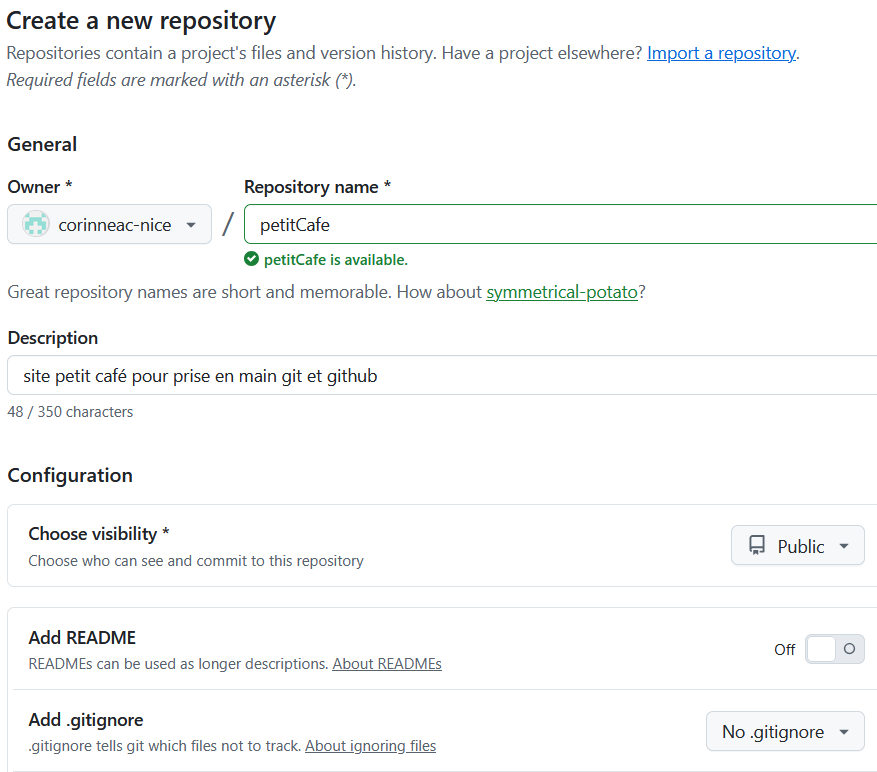 Create a new repository
Repositories contain a project's files and version history. Have a project elsewhere? Import a repository.
Required fields are marked with an asterisk (*).
General
Owner *
Repository name *
corinneac-nice
/
petitCafe
petitCafe is available.
Great repository names are short and memorable. How about symmetrical-potato?
Description
site petit café pour prise en main git et github
48 / 350 characters
Configuration
Choose visibility *
Choose who can see and commit to this repository
Public
Add README
READMEs can be used as longer descriptions. About READMEs
Off
Add .gitignore
.gitignore tells git which files not to track. About ignoring files
No .gitignore